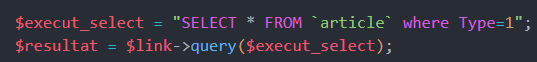 $execut_select = "SELECT * FROM `article` where Type=1";
$resultat = $link->query($execut_select);